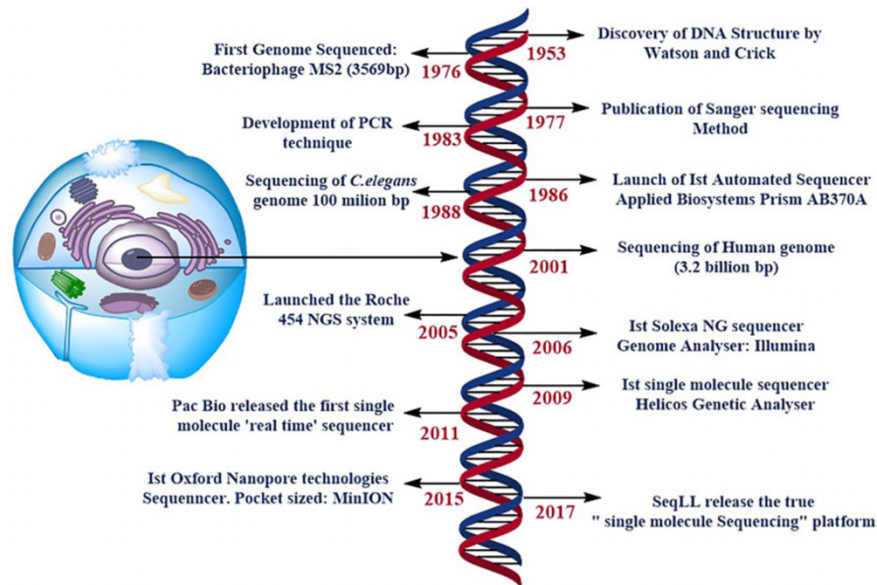 Discovery of DNA Structure by
Watson and Crick
1953
First Genome Sequenced:
Bacteriophage MS2 (3569bp)
1976
Publication of Sanger sequencing
Method
1977
Development of PCR
technique
1983
Launch of Ist Automated Sequencer
Applied Biosystems Prism AB370A
1986
Sequencing of C.elegans
genome 100 milion bp
1988
Sequencing of Human genome
(3.2 billion bp)
2001
Launched the Roche
454 NGS system
2005
Ist Solexa NG sequencer
Genome Analyser: Illumina
2006
Ist single molecule sequencer
Helicos Genetic Analyser
2009
Pac Bio released the first single
molecule 'real time' sequencer
2011
Ist Oxford Nanopore technologies
Sequenncer. Pocket sized: MinION
2015
SeqLL release the true
" single molecule Sequencing" platform
2017